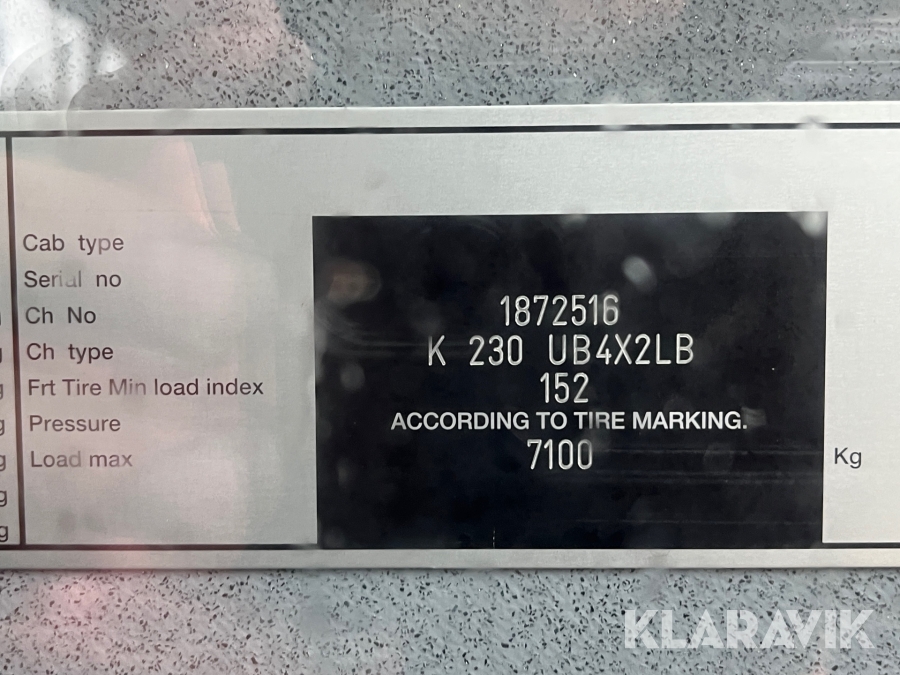 Cab type
Serial no
Ch No 1872516
Ch type K 230 UB4X2LB
Frt Tire Min load index 152
Pressure ACCORDING TO TIRE MARKING.
Load max 7100 Kg
g
g
KLARAVIK